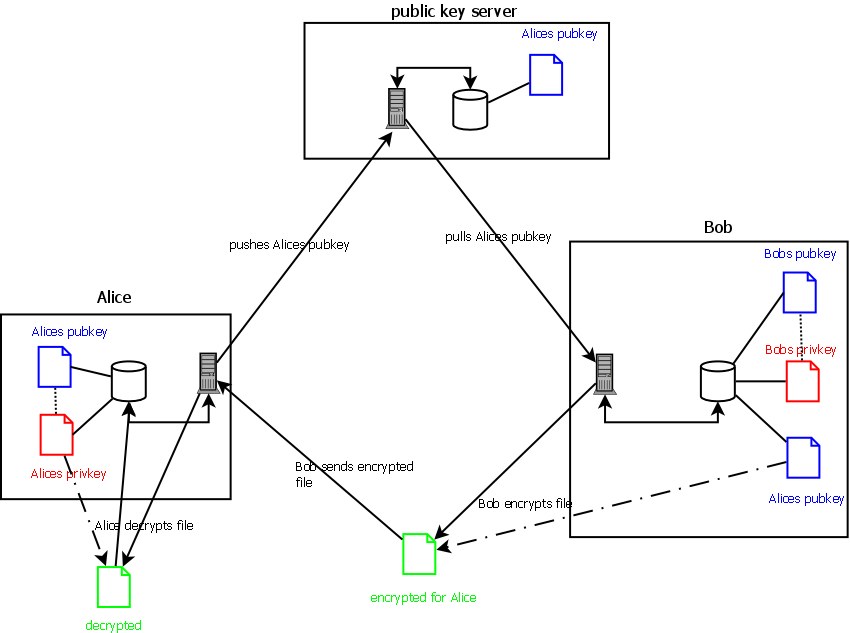 public key server
Alices pubkey
pushes Alices pubkey
pulls Alices pubkey
Bob
Bobs pubkey
Alice
Alices pubkey
Bobs privkey
Alices privkey
Bob sends encrypted
file
Alices pubkey
Bob encrypts file
Alice decrypts file
encrypted for Alice
decrypted